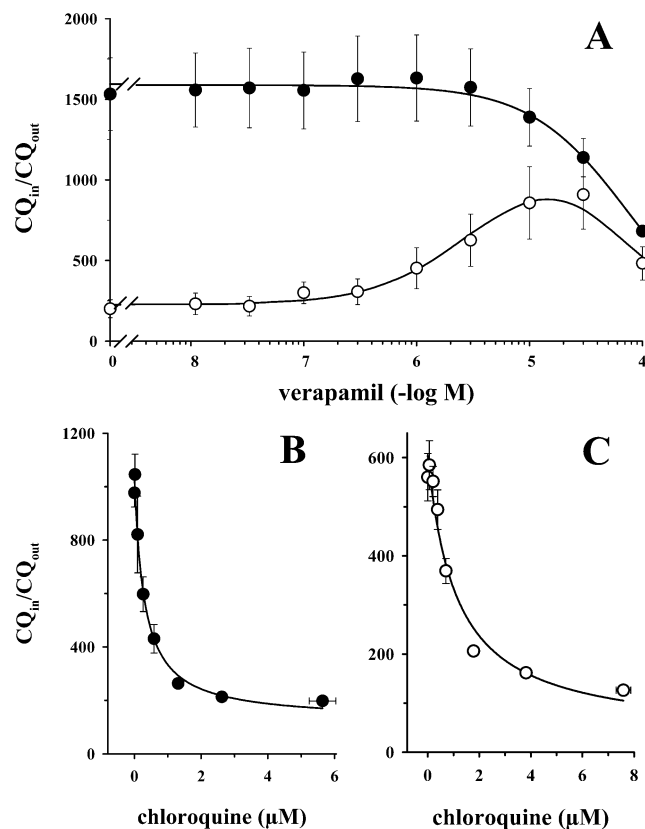 A
2000
1500
1000
500
0
CQin/CQout
0 8 7 6 5 4
verapamil (-log M)
B
1200
800
400
0
CQin/CQout
0 2 4 6
chloroquine (μM)
C
600
400
200
0
0 2 4 6 8
chloroquine (μM)